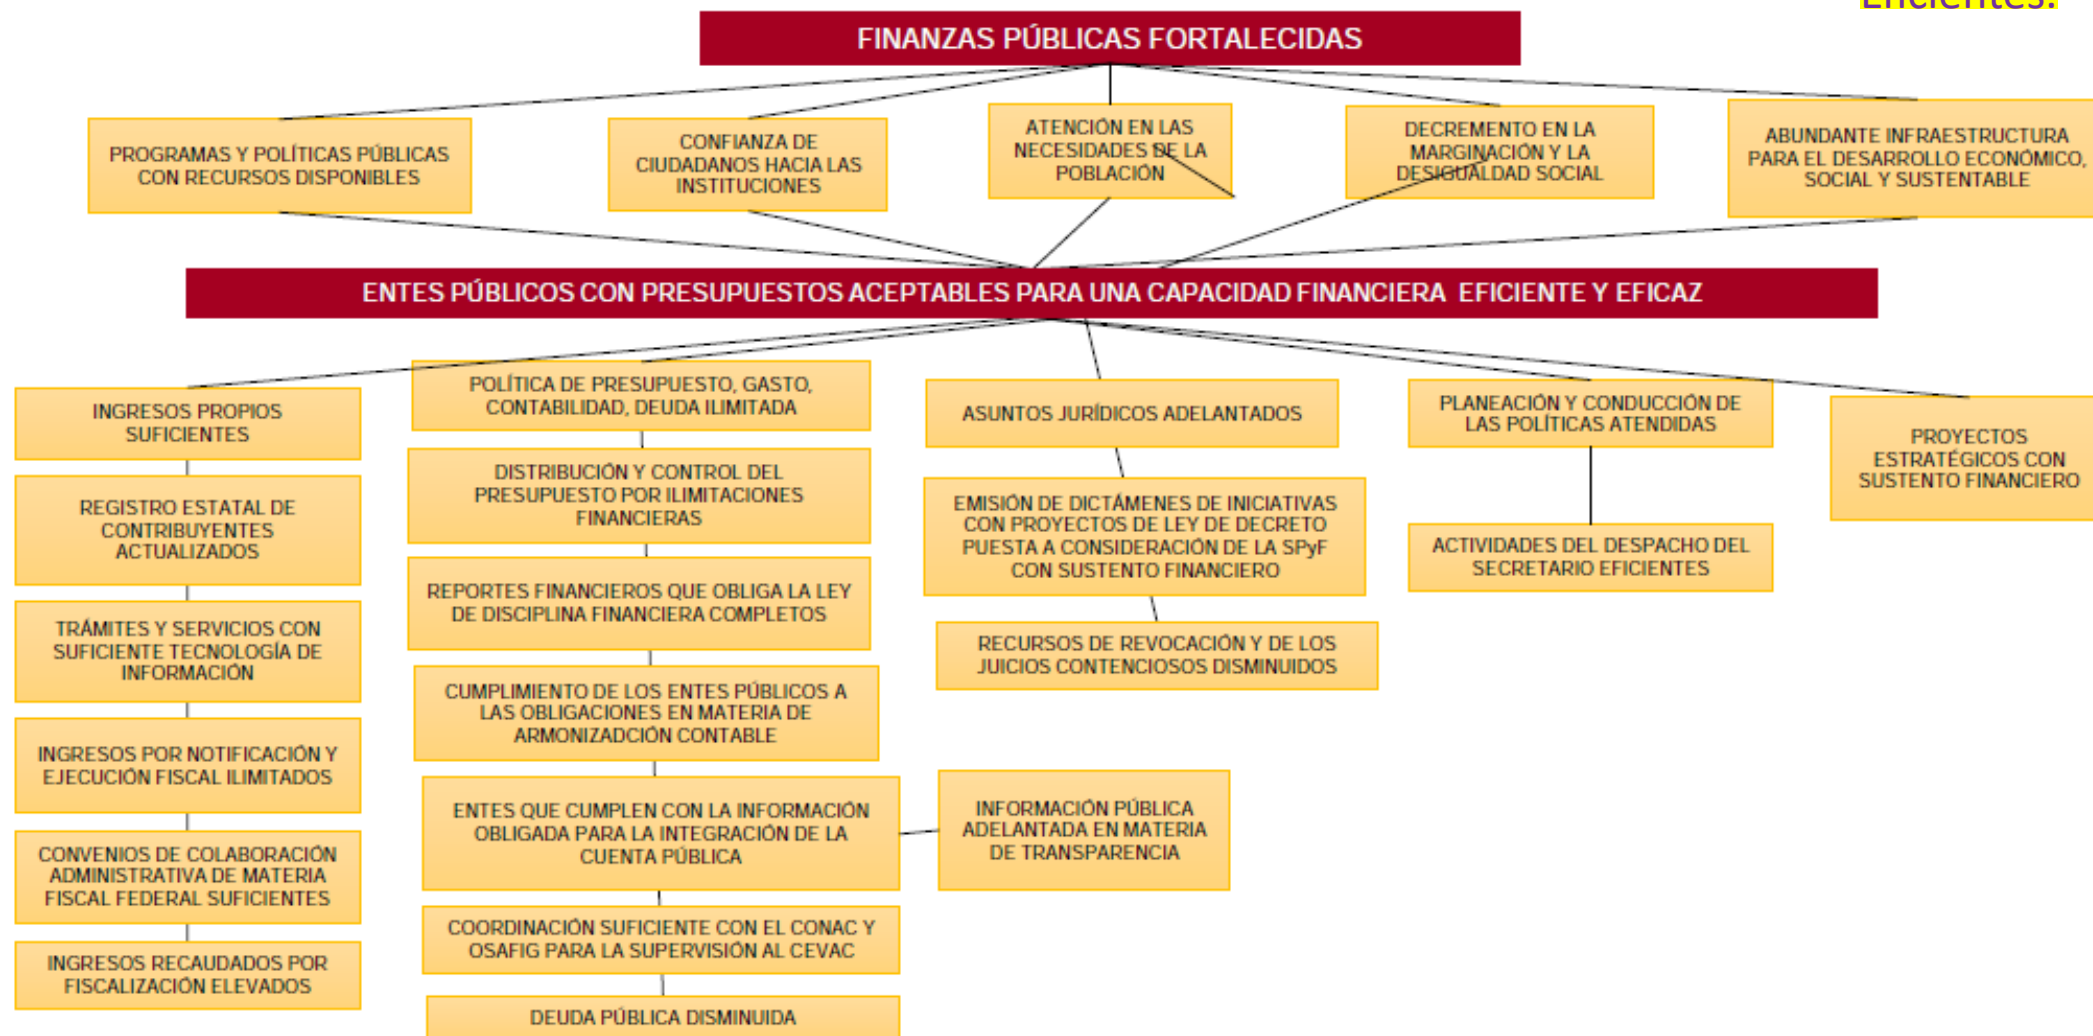 Eficientes.
FINANZAS PÚBLICAS FORTALECIDAS
PROGRAMAS Y POLÍTICAS PÚBLICAS
CON RECURSOS DISPONIBLES
CONFIANZA DE
CIUDADANOS HACIA LAS
INSTITUCIONES
ATENCIÓN EN LAS
NECESIDADES DE LA
POBLACIÓN
DECREMENTO EN LA
MARGINACIÓN Y LA
DESIGUALDAD SOCIAL
ABUNDANTE INFRAESTRUCTURA
PARA EL DESARROLLO ECONÓMICO,
SOCIAL Y SUSTENTABLE
ENTES PÚBLICOS CON PRESUPUESTOS ACEPTABLES PARA UNA CAPACIDAD FINANCIERA EFICIENTE Y EFICAZ
INGRESOS PROPIOS
SUFICIENTES
REGISTRO ESTATAL DE
CONTRIBUYENTES
ACTUALIZADOS
TRÁMITES Y SERVICIOS CON
SUFICIENTE TECNOLOGÍA DE
INFORMACIÓN
INGRESOS POR NOTIFICACIÓN Y
EJECUCIÓN FISCAL ILIMITADOS
CONVENIOS DE COLABORACIÓN
ADMINISTRATIVA DE MATERIA
FISCAL FEDERAL SUFICIENTES
INGRESOS RECAUDADOS POR
FISCALIZACIÓN ELEVADOS
POLÍTICA DE PRESUPUESTO, GASTO,
CONTABILIDAD, DEUDA ILIMITADA
DISTRIBUCIÓN Y CONTROL DEL
PRESUPUESTO POR ILIMITACIONES
FINANCIERAS
REPORTES FINANCIEROS QUE OBLIGA LA LEY
DE DISCIPLINA FINANCIERA COMPLETOS
CUMPLIMIENTO DE LOS ENTES PÚBLICOS A
LAS OBLIGACIONES EN MATERIA DE
ARMONIZADCIÓN CONTABLE
ENTES QUE CUMPLEN CON LA INFORMACIÓN
OBLIGADA PARA LA INTEGRACIÓN DE LA
CUENTA PÚBLICA
COORDINACIÓN SUFICIENTE CON EL CONAC Y
OSAFIG PARA LA SUPERVISIÓN AL CEVAC
DEUDA PÚBLICA DISMINUIDA
ASUNTOS JURÍDICOS ADELANTADOS
EMISIÓN DE DICTÁMENES DE INICIATIVAS
CON PROYECTOS DE LEY DE DECRETO
PUESTA A CONSIDERACIÓN DE LA SPyF
CON SUSTENTO FINANCIERO
RECURSOS DE REVOCACIÓN Y DE LOS
JUICIOS CONTENCIOSOS DISMINUIDOS
INFORMACIÓN PÚBLICA
ADELANTADA EN MATERIA
DE TRANSPARENCIA
PLANEACIÓN Y CONDUCCIÓN DE
LAS POLÍTICAS ATENDIDAS
ACTIVIDADES DEL DESPACHO DEL
SECRETARIO EFICIENTES
PROYECTOS
ESTRATÉGICOS CON
SUSTENTO FINANCIERO